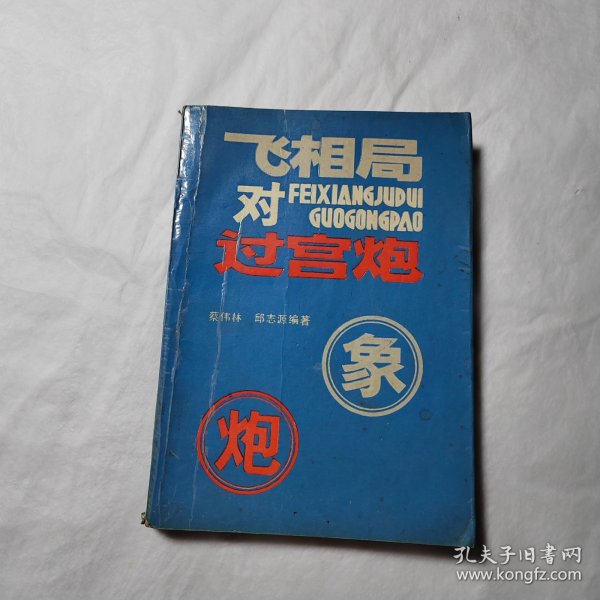 飞相局
对 FEIXIANGJUDUI
GUOGONGPAO
过宫炮
蔡伟林 邱志源编著
象
炮
孔夫子旧書网
www.kongfz.com